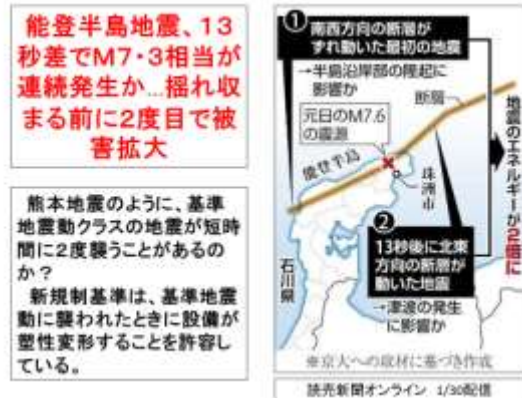 能登半島地震、13
秒差でM7・3相当が
連続発生か…揺れ収
まる前に2度目で被
害拡大
熊本地震のように、基準
地震動クラスの地震が短時
間に2度襲うことがあるの
か?
新規制基準は、基準地震
動に襲われたときに設備が
塑性変形することを許容し
ている。
❶南西方向の断層が
ずれ動いた最初の地震
→半島沿岸部の隆起に
影響か
断層
元日のM7.6
の震源
能登半島
珠洲市
石川県
地震のエネルギーが2倍に
❷
13秒後に北東
方向の断層が
動いた地震
→津波の発生
に影響か
※京大への取材に基づき作成
読売新聞オンライン 1/30配信